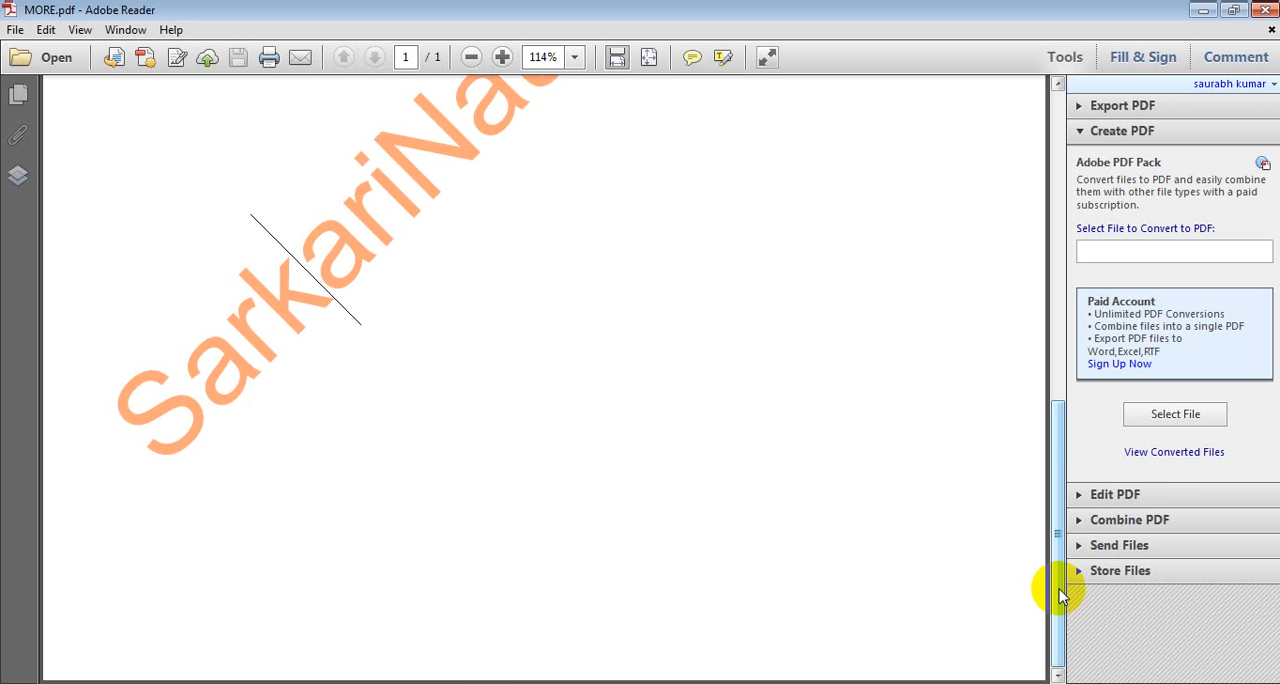 MORE.pdf - Adobe Reader
File Edit View Window Help
Open 1 / 1 114% Tools Fill & Sign Comment
saurabh kumar
Export PDF
Create PDF
Adobe PDF Pack
Convert files to PDF and easily combine
them with other file types with a paid
subscription.
Select File to Convert to PDF:
Paid Account
• Unlimited PDF Conversions
• Combine files into a single PDF
• Export PDF files to
Word,Excel,RTF
Sign Up Now
Select File
View Converted Files
Edit PDF
Combine PDF
Send Files
Store Files
SarkariNa